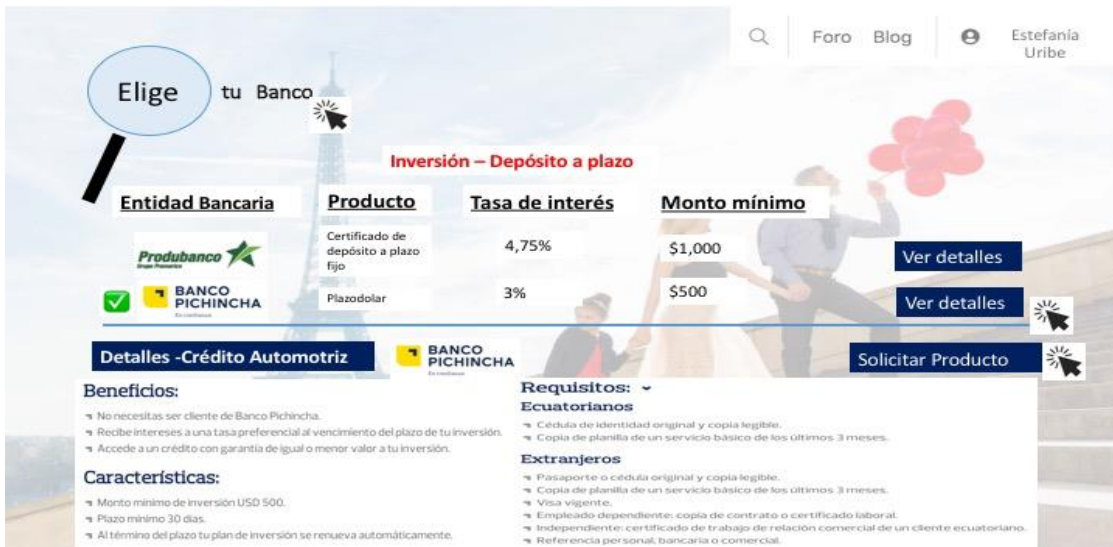 Foro Blog Estefanía
Uribe
Elige tu Banco
Inversión – Depósito a plazo
Entidad Bancaria Producto Tasa de interés Monto mínimo
Produbanco
Grupo Promerica
Certificado de
depósito a plazo
fijo
4,75% $1,000 Ver detalles
BANCO
PICHINCHA
En confianza
Plazodolar 3% $500 Ver detalles
Detalles -Crédito Automotriz
BANCO
PICHINCHA
En confianza
Solicitar Producto
Beneficios:
No necesitas ser cliente de Banco Pichincha.
Recibe intereses a una tasa preferencial al vencimiento del plazo de tu inversión.
Accede a un crédito con garantía de igual o menor valor a tu inversión.
Características:
Monto mínimo de inversión USD 500.
Plazo mínimo 30 días.
Al término del plazo tu plan de inversión se renueva automáticamente.
Requisitos:
Ecuatorianos
Cédula de identidad original y copia legible.
Copia de planilla de un servicio básico de los últimos 3 meses.
Extranjeros
Pasaporte o cédula original y copia legible.
Copia de planilla de un servicio básico de los últimos 3 meses.
Visa vigente.
Empleado dependiente: copia de contrato o certificado laboral.
Independiente: certificado de trabajo de relación comercial de un cliente ecuatoriano.
Referencia personal, bancaria o comercial.